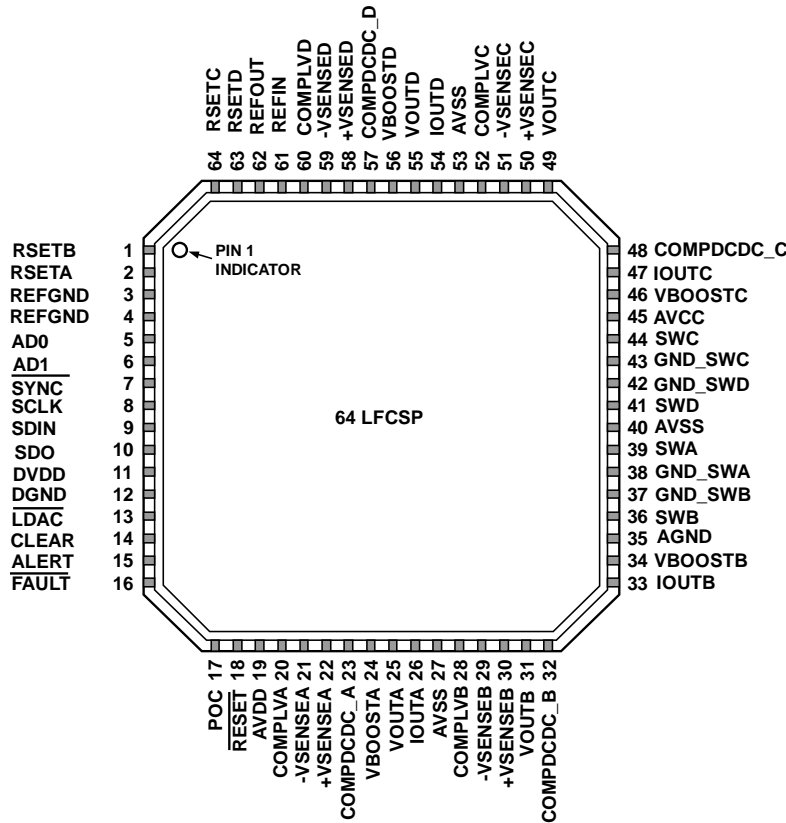 RSETC 64
RSETD 63
REFOUT 62
REFIN 61
COMPLVD 60
-VSENSED 59
+VSENSED 58
COMPDCDC_D 57
VBOOSTD 56
VOUTD 55
IOUTD 54
AVSS 53
COMPLVC 52
-VSENSEC 51
+VSENSEC 50
VOUTC 49
RSETB 1
RSETA 2
REFGND 3
REFGND 4
AD0 5
AD1 6
SYNC 7
SCLK 8
SDIN 9
SDO 10
DVDD 11
DGND 12
LDAC 13
CLEAR 14
ALERT 15
FAULT 16
PIN 1
INDICATOR
64 LFCSP
48 COMPDCDC_C
47 IOUTC
46 VBOOSTC
45 AVCC
44 SWC
43 GND_SWC
42 GND_SWD
41 SWD
40 AVSS
39 SWA
38 GND_SWA
37 GND_SWB
36 SWB
35 AGND
34 VBOOSTB
33 IOUTB
POC 17
RESET 18
AVDD 19
COMPLVA 20
-VSENSEA 21
+VSENSEA 22
COMPDCDC_A 23
VBOOSTA 24
VOUTA 25
IOUTA 26
AVSS 27
COMPLVB 28
-VSENSEB 29
+VSENSEB 30
VOUTB 31
COMPDCDC_B 32